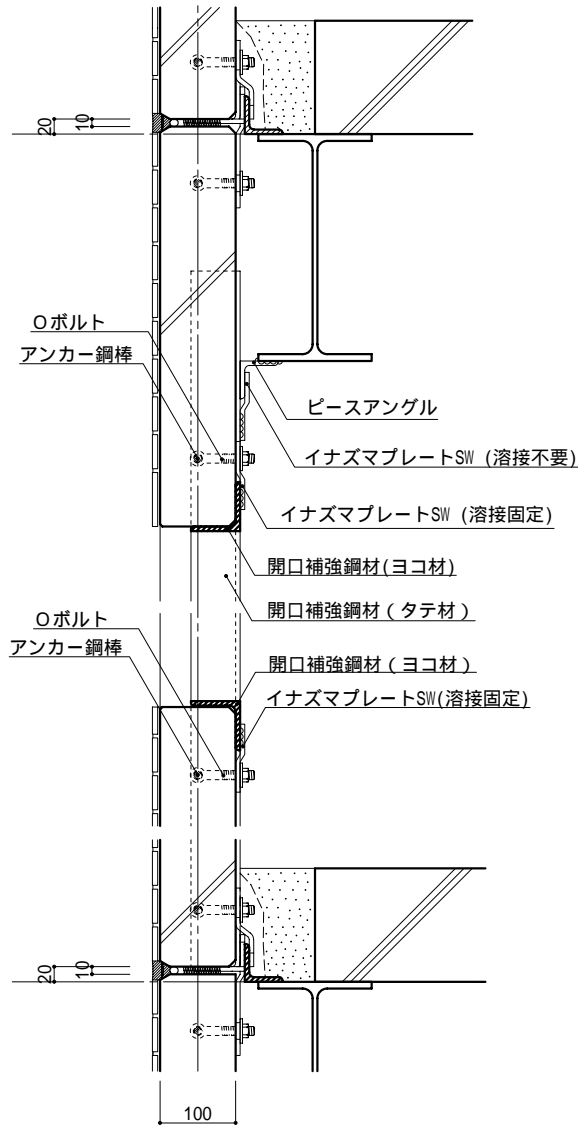 20
10
Oボルト
アンカー鋼棒
ピースアングル
イナズマプレートSW (溶接不要)
イナズマプレートSW (溶接固定)
開口補強鋼材(ヨコ材)
開口補強鋼材(タテ材)
Oボルト
アンカー鋼棒
開口補強鋼材(ヨコ材)
イナズマプレートSW(溶接固定)
20
10
100